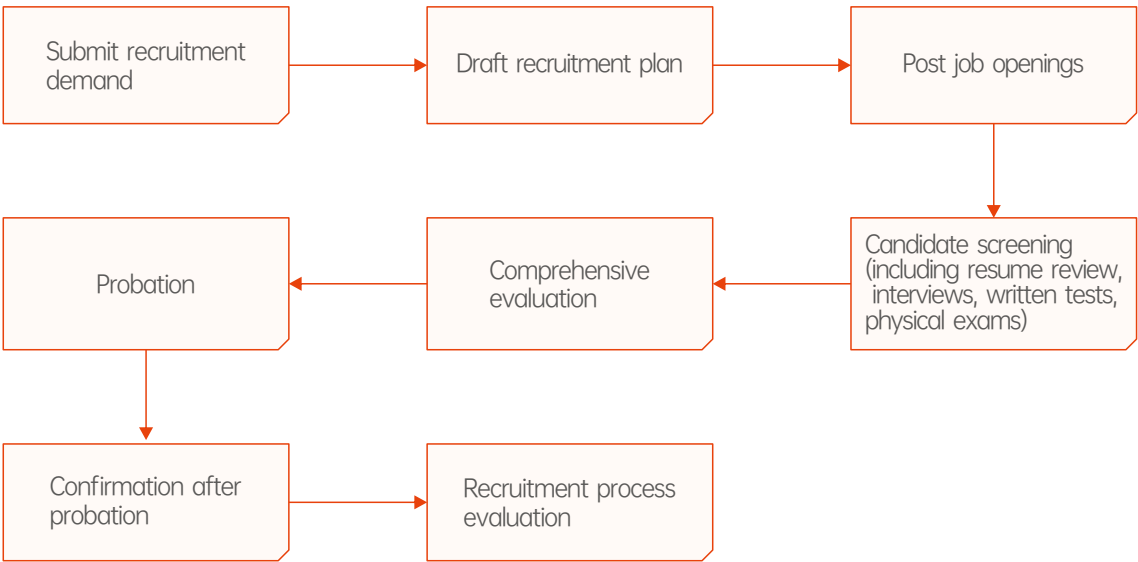 Submit recruitment
demand
Draft recruitment plan
Post job openings
Candidate screening
(including resume review,
interviews, written tests,
physical exams)
Comprehensive
evaluation
Probation
Confirmation after
probation
Recruitment process
evaluation